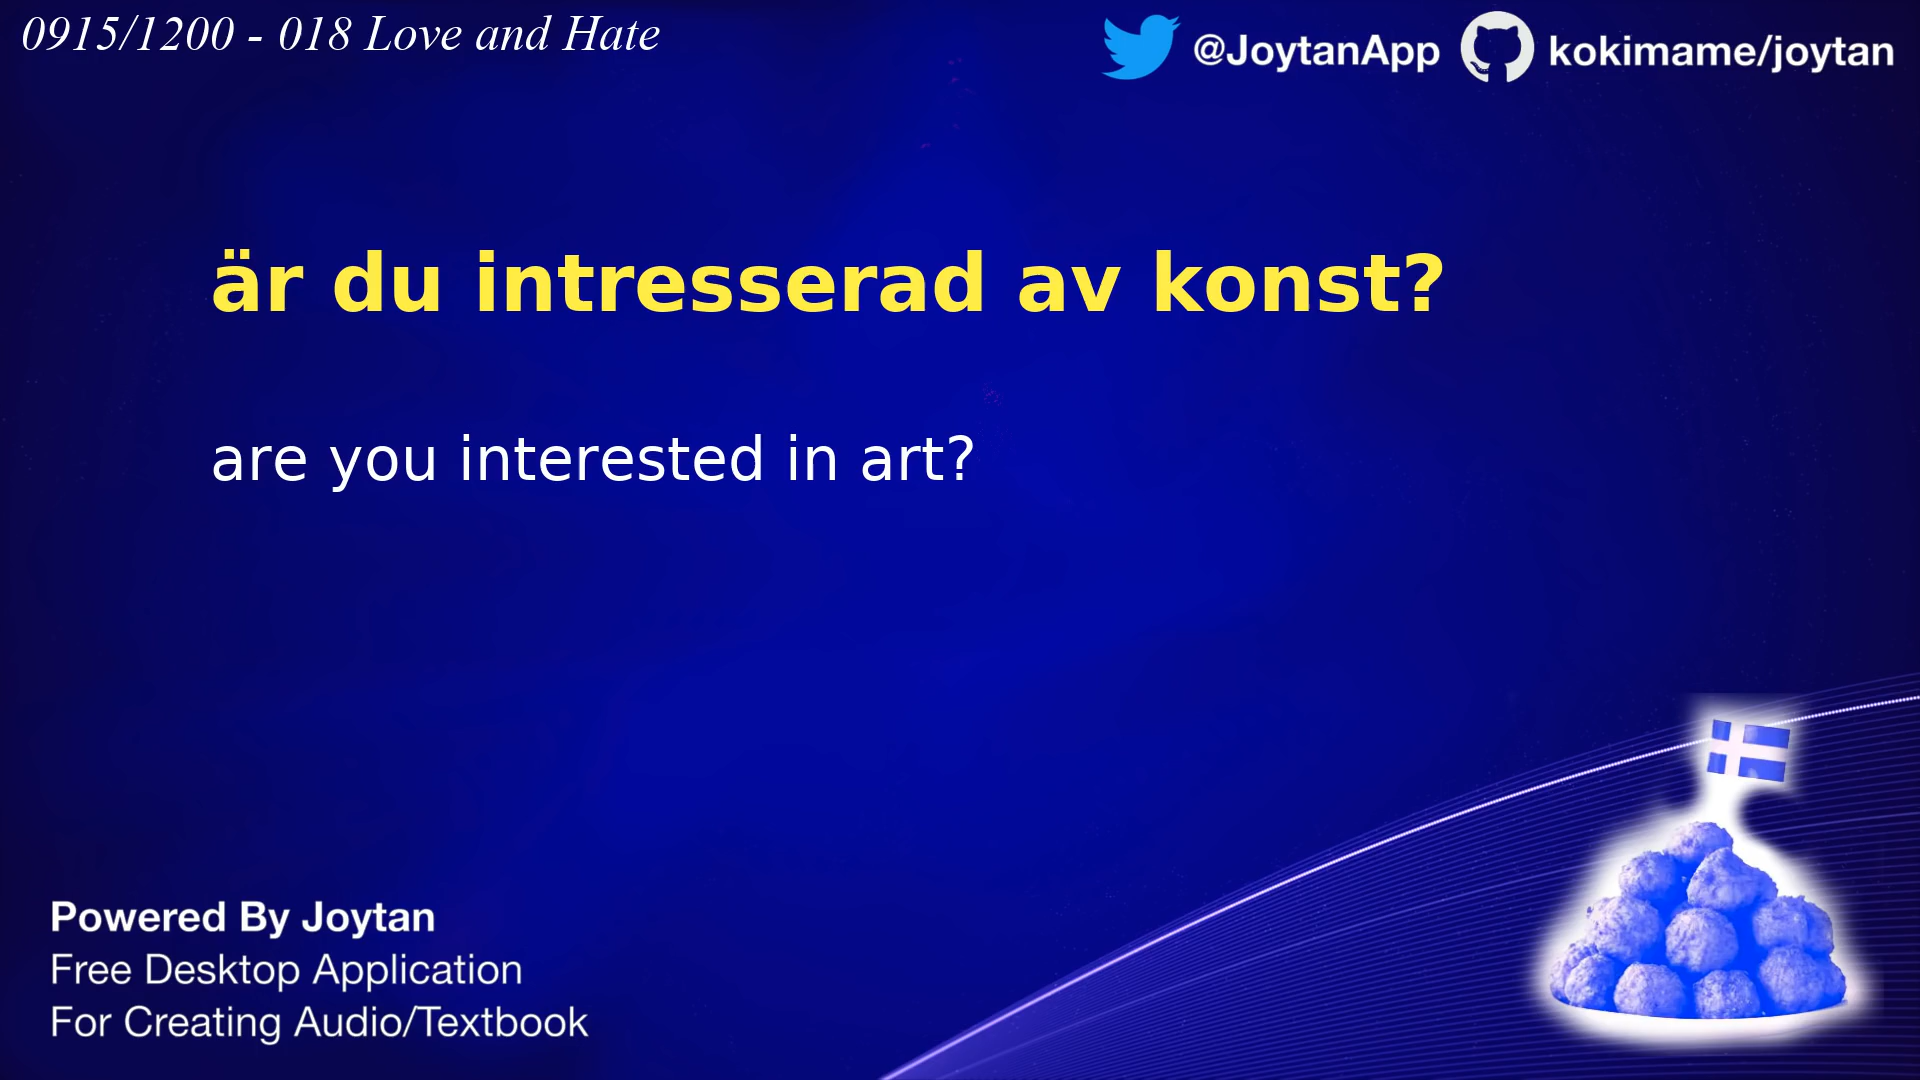 0915/1200 - 018 Love and Hate
@JoytanApp kokimame/joytan
är du intresserad av konst?
are you interested in art?
Powered By Joytan
Free Desktop Application
For Creating Audio/Textbook